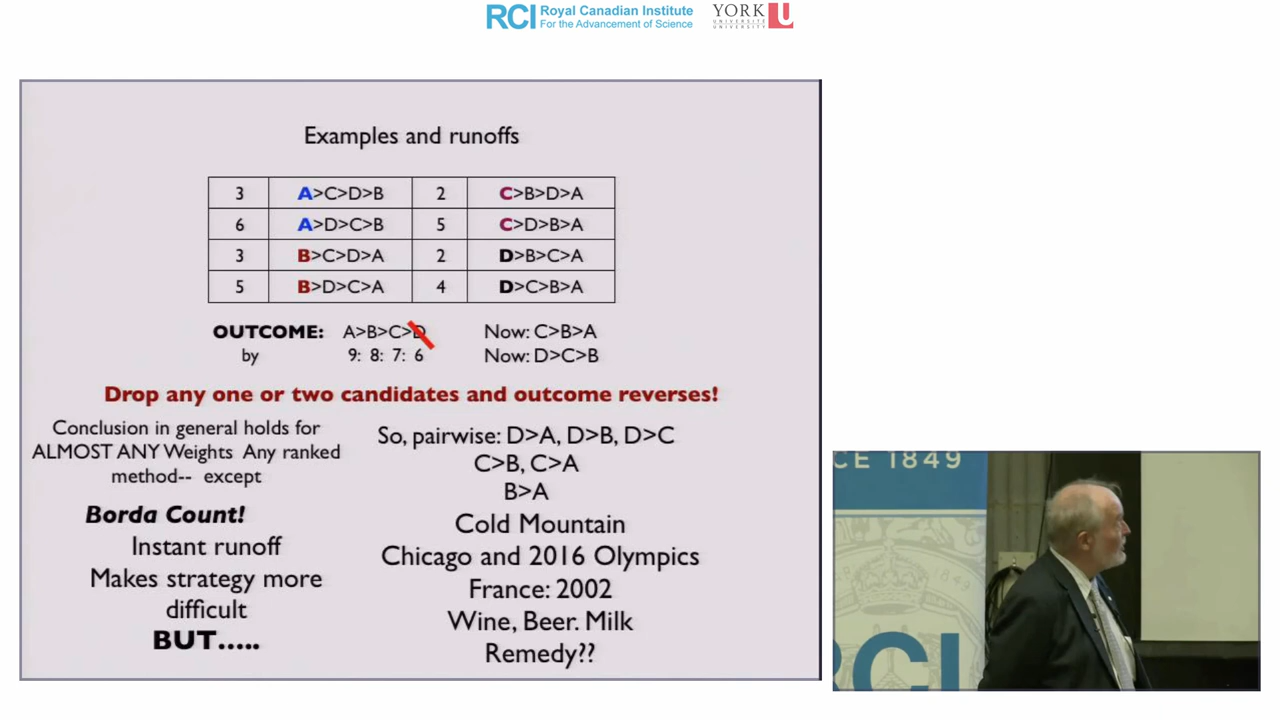 RCI Royal Canadian Institute
For the Advancement of Science
YORK U
UNIVERSITÉ
UNIVERSITY
Examples and runoffs
3 A>C>D>B 2 C>B>D>A
6 A>D>C>B 5 C>D>B>A
3 B>C>D>A 2 D>B>C>A
5 B>D>C>A 4 D>C>B>A
OUTCOME: A>B>C>D Now: C>B>A
by 9: 8: 7: 6 Now: D>C>B
Drop any one or two candidates and outcome reverses!
Conclusion in general holds for
ALMOST ANY Weights Any ranked
method-- except
Borda Count!
Instant runoff
Makes strategy more
difficult
BUT.....
So, pairwise: D>A, D>B, D>C
C>B, C>A
B>A
Cold Mountain
Chicago and 2016 Olympics
France: 2002
Wine, Beer. Milk
Remedy??
CE 1849
RCI